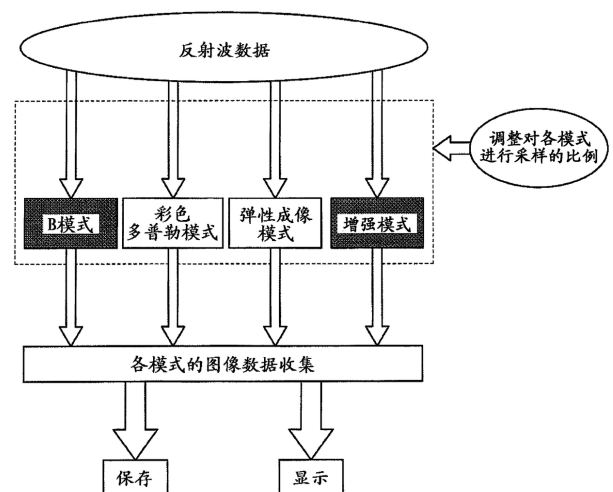 反射波数据
调整对各模式
进行采样的比例
B模式
彩色
多普勒模式
弹性成像
模式
增强模式
各模式的图像数据收集
保存
显示